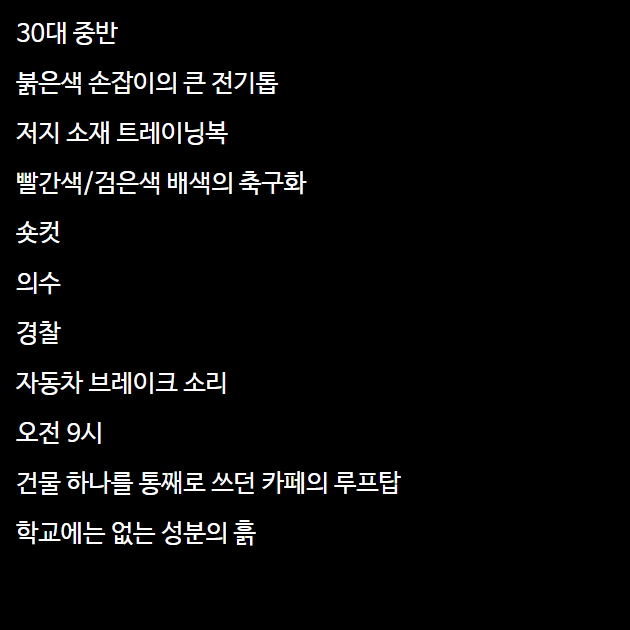 30대 중반
붉은색 손잡이의 큰 전기톱
저지 소재 트레이닝복
빨간색/검은색 배색의 축구화
숏컷
의수
경찰
자동차 브레이크 소리
오전 9시
건물 하나를 통째로 쓰던 카페의 루프탑
학교에는 없는 성분의 흙